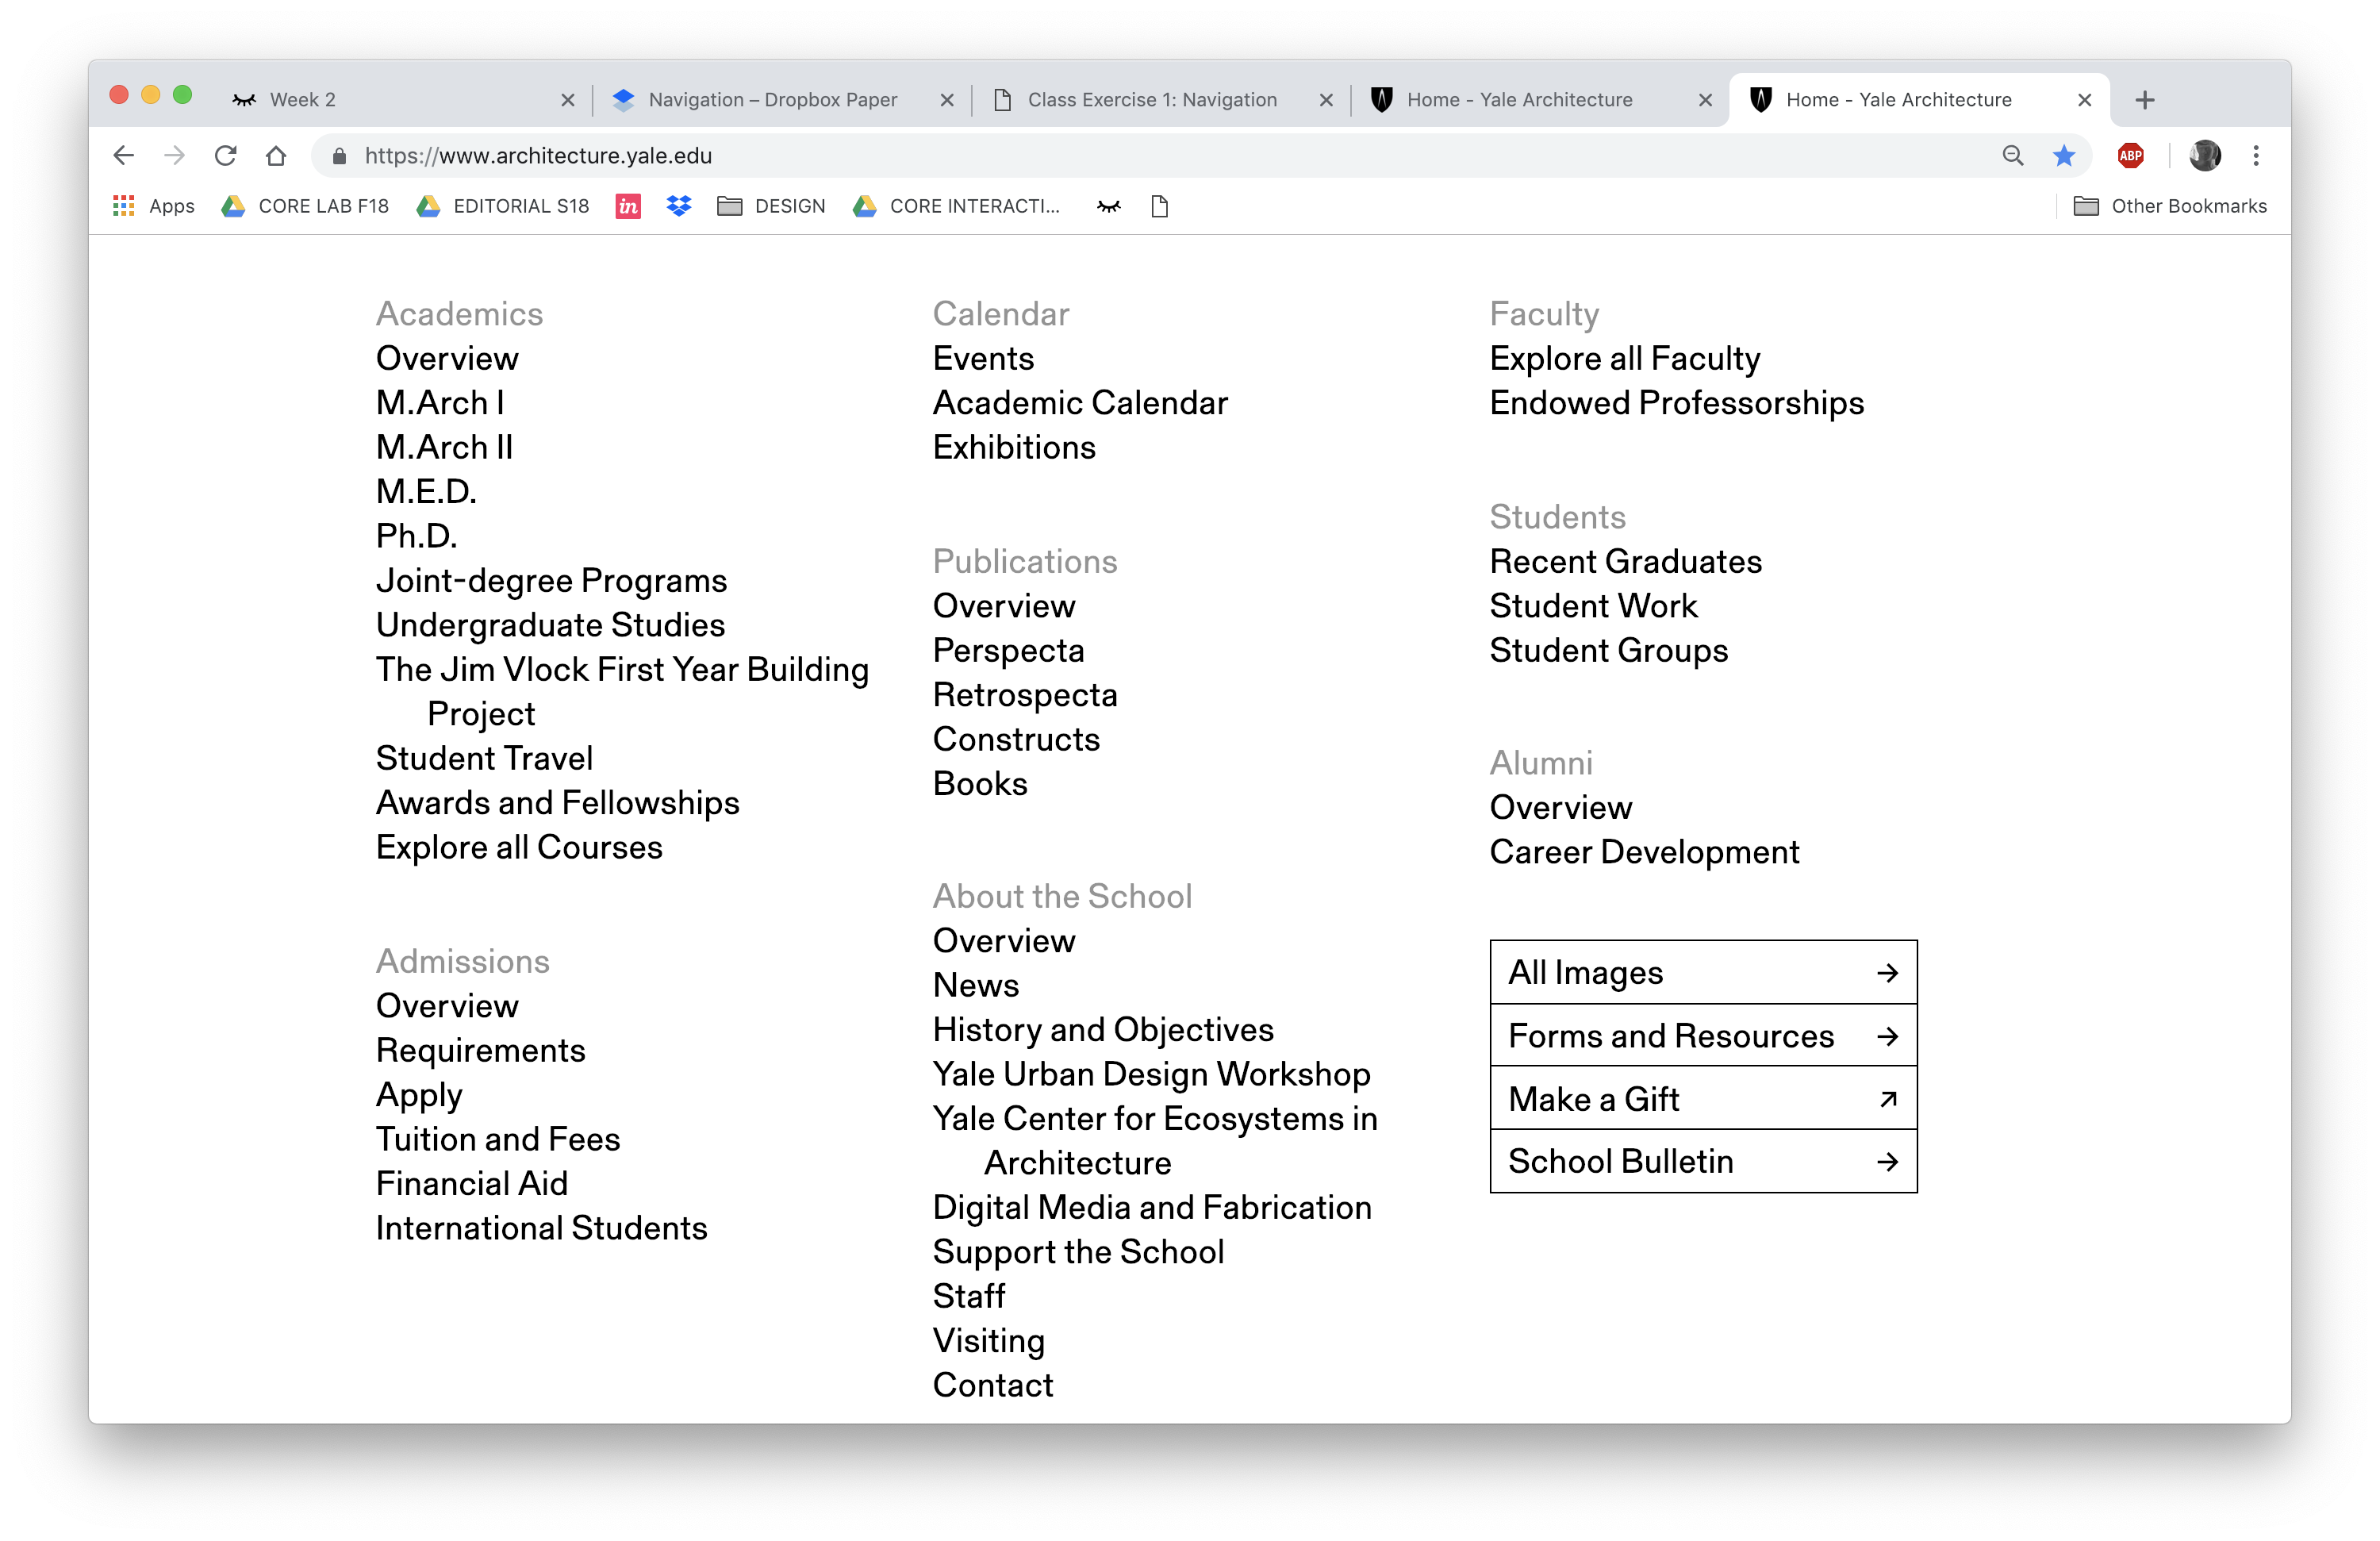 Week 2
Navigation – Dropbox Paper
Class Exercise 1: Navigation
Home - Yale Architecture
Home - Yale Architecture
https://www.architecture.yale.edu
ABP
Apps
CORE LAB F18
EDITORIAL S18
in
DESIGN
CORE INTERACTI...
Other Bookmarks
Academics
Overview
M.Arch I
M.Arch II
M.E.D.
Ph.D.
Joint-degree Programs
Undergraduate Studies
The Jim Vlock First Year Building
Project
Student Travel
Awards and Fellowships
Explore all Courses
Admissions
Overview
Requirements
Apply
Tuition and Fees
Financial Aid
International Students
Calendar
Events
Academic Calendar
Exhibitions
Publications
Overview
Perspecta
Retrospecta
Constructs
Books
About the School
Overview
News
History and Objectives
Yale Urban Design Workshop
Yale Center for Ecosystems in
Architecture
Digital Media and Fabrication
Support the School
Staff
Visiting
Contact
Faculty
Explore all Faculty
Endowed Professorships
Students
Recent Graduates
Student Work
Student Groups
Alumni
Overview
Career Development
All Images →
Forms and Resources →
Make a Gift ↗
School Bulletin →